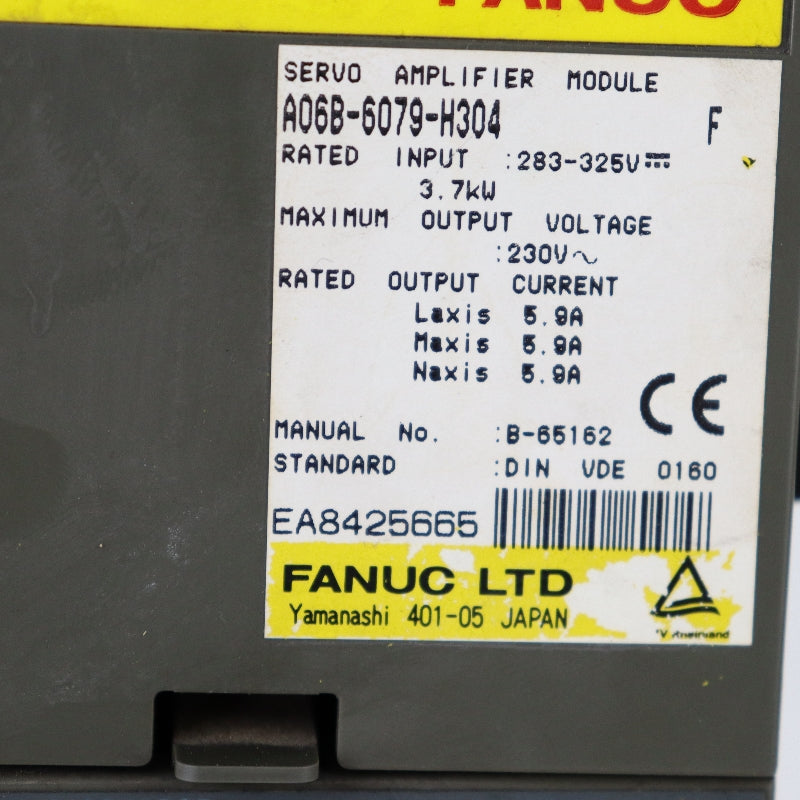 FANUC
SERVO AMPLIFIER MODULE
A06B-6079-H304 F
RATED INPUT :283-325V⎓
3.7kW
MAXIMUM OUTPUT VOLTAGE
:230V∿
RATED OUTPUT CURRENT
Laxis 5.9A
Maxis 5.9A
Naxis 5.9A
CE
MANUAL No. :B-65162
STANDARD :DIN VDE 0160
EA8425665
FANUC LTD
Yamanashi 401-05 JAPAN
V Rheinland